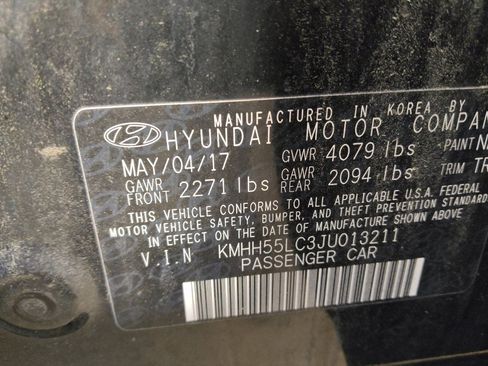 MANUFACTURED IN KOREA BY
HYUNDAI MOTOR COMPAN
MAY/04/17 GVWR 4079 lbs PAINT
GAWR FRONT 2271 lbs GAWR REAR 2094 lbs TRIM TR
THIS VEHICLE CONFORMS TO ALL APPLICABLE U.S.A. FEDERAL
MOTOR VEHICLE SAFETY, BUMPER, AND THEFT PREVENTION STANDARD
IN EFFECT ON THE DATE OF MANUFACTURE SHOWN ABOVE
V.I.N KMHH55LC3JU013211
PASSENGER CAR